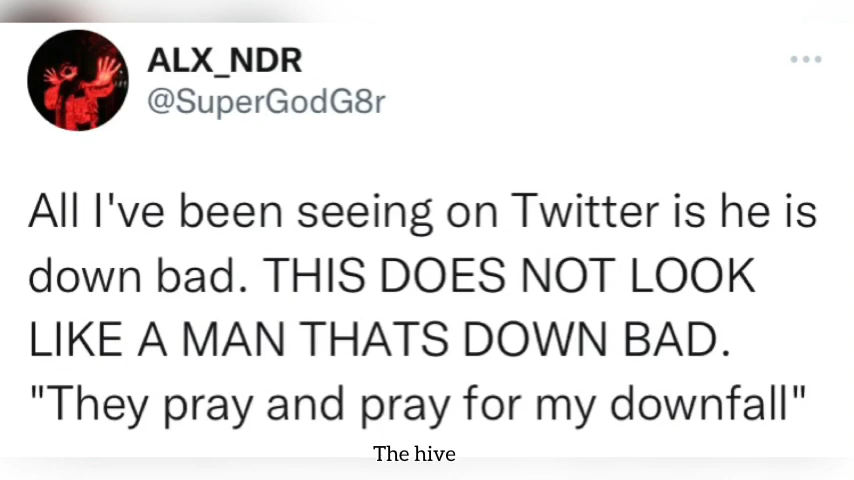 ALX_NDR
@SuperGodG8r
All I've been seeing on Twitter is he is
down bad. THIS DOES NOT LOOK
LIKE A MAN THATS DOWN BAD.
"They pray and pray for my downfall"
The hive